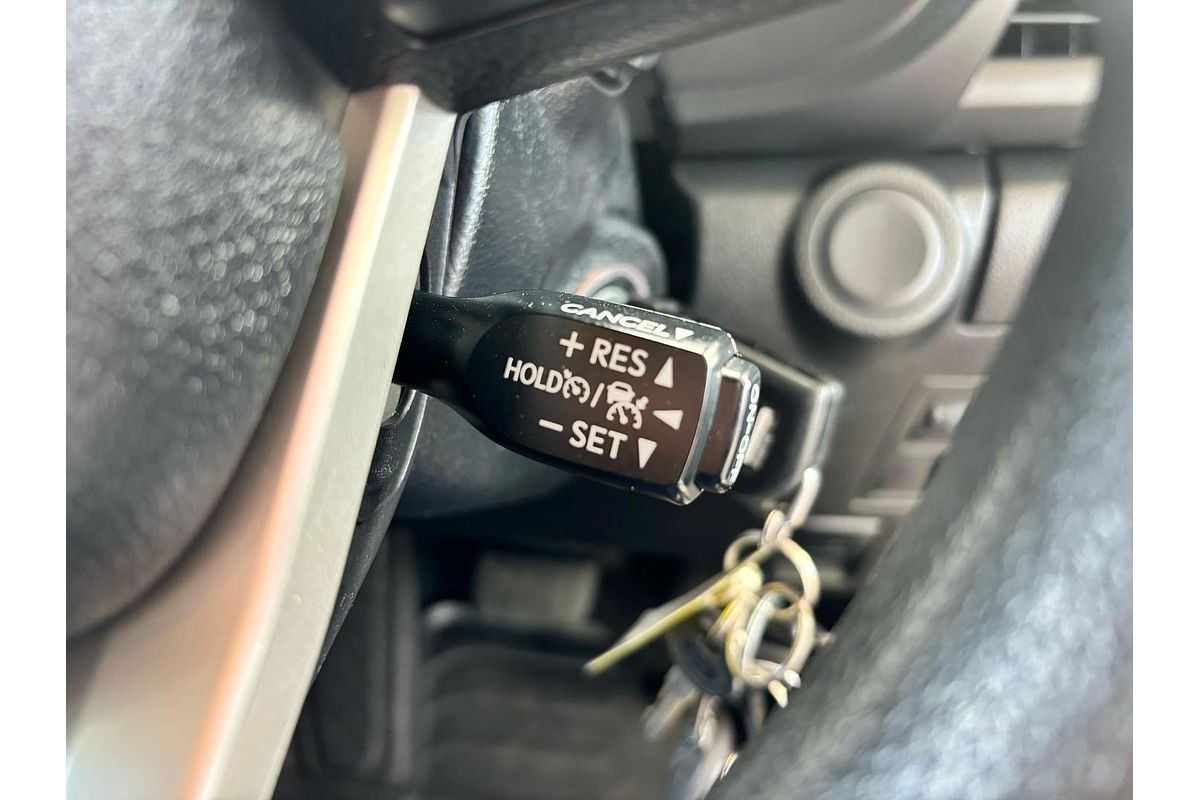 CANCEL▼
+ RES ▲
HOLD / ◀
− SET ▼
ON-OFF